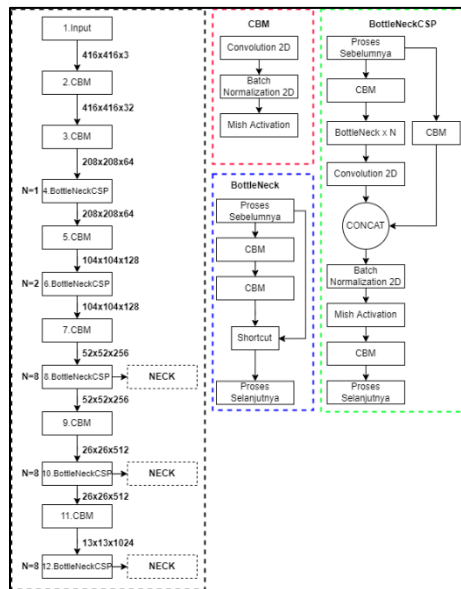 1.Input
416x416x3
2.CBM
416x416x32
3.CBM
208x208x64
N=1
4.BottleNeckCSP
208x208x64
5.CBM
104x104x128
N=2
6.BottleNeckCSP
104x104x128
7.CBM
52x52x256
N=8
8.BottleNeckCSP
NECK
52x52x256
9.CBM
26x26x512
N=8
10.BottleNeckCSP
NECK
26x26x512
11.CBM
13x13x1024
N=8
12.BottleNeckCSP
NECK
CBM
Convolution 2D
Batch
Normalization 2D
Mish Activation
BottleNeck
Proses
Sebelumnya
CBM
CBM
Shortcut
Proses
Selanjutnya
BottleNeckCSP
Proses
Sebelumnya
CBM
BottleNeck x N
CBM
Convolution 2D
CONCAT
Batch
Normalization 2D
Mish Activation
CBM
Proses
Selanjutnya